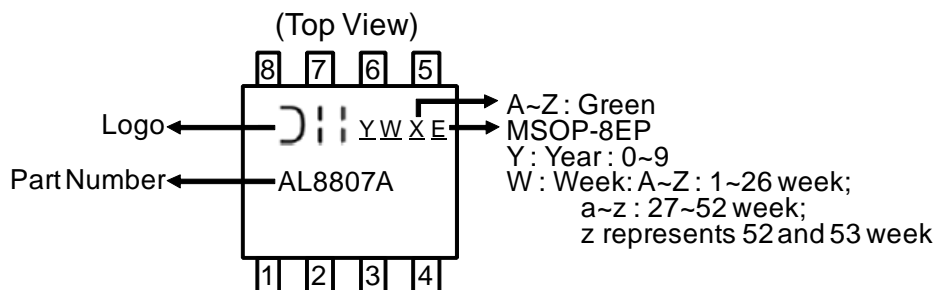 (Top View)
8 7 6 5
Logo
Y W X E
A~Z : Green
MSOP-8EP
Y : Year : 0~9
Part Number
AL8807A
W : Week: A~Z : 1~26 week;
a~z : 27~52 week;
z represents 52 and 53 week
1 2 3 4